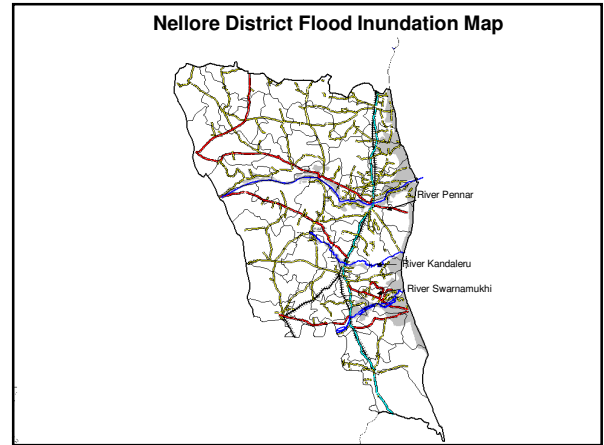 Nellore District Flood Inundation Map
River Pennar
River Kandaleru
River Swarnamukhi